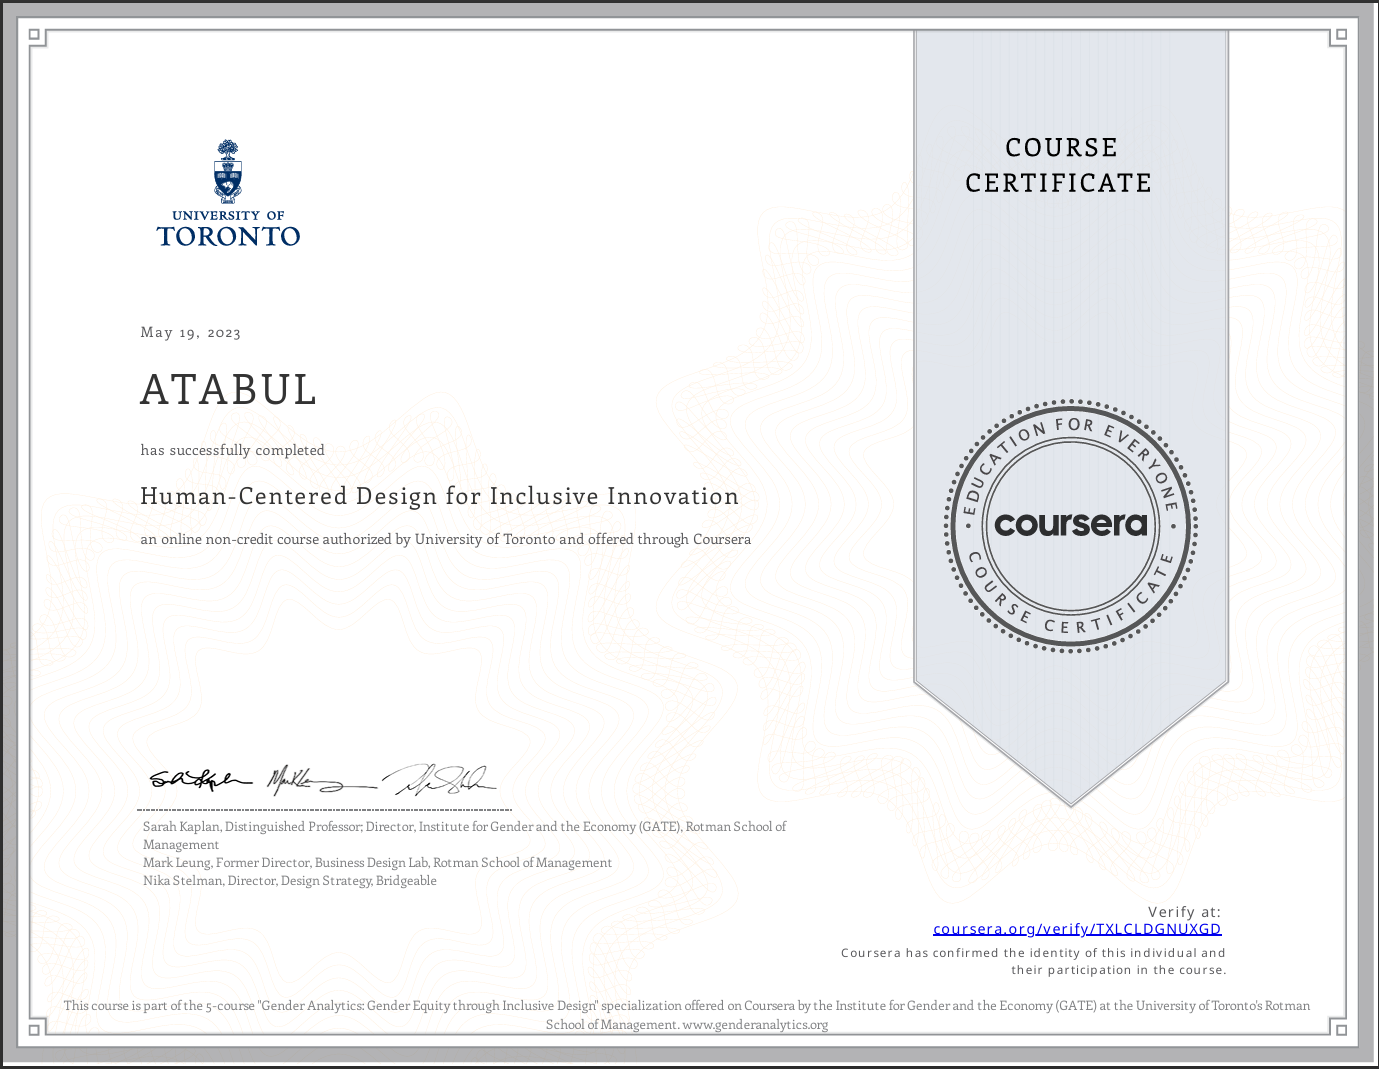 UNIVERSITY OF
TORONTO
COURSE
CERTIFICATE
May 19, 2023
ATABUL
has successfully completed
Human-Centered Design for Inclusive Innovation
an online non-credit course authorized by University of Toronto and offered through Coursera
EDUCATION FOR EVERYONE
coursera
COURSE CERTIFICATE
Sarah Kaplan, Distinguished Professor; Director, Institute for Gender and the Economy (GATE), Rotman School of
Management
Mark Leung, Former Director, Business Design Lab, Rotman School of Management
Nika Stelman, Director, Design Strategy, Bridgeable
Verify at:
coursera.org/verify/TXLCLDGNUXGD
Coursera has confirmed the identity of this individual and
their participation in the course.
This course is part of the 5-course "Gender Analytics: Gender Equity through Inclusive Design" specialization offered on Coursera by the Institute for Gender and the Economy (GATE) at the University of Toronto's Rotman
School of Management. www.genderanalytics.org